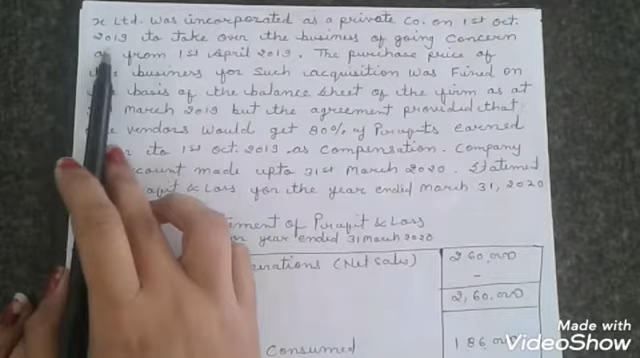 x Ltd. Was incorporated as a private Co. on 1st Oct.
2019 to take over the business of going Concern
as from 1st April 2019. The purchase price of
the business for such acquisition was Fixed on
basis of the balance sheet of the firm as at
March 2019 but the agreement provided that
vendors would get 80% of Profits earned
to 1st Oct. 2019 as Compensation. Company
account made upto 31st March 2020. Statement
Profit & Loss for the year ended March 31, 2020
Statement of Profit & Loss
year ended 31 March 2020
(Net Sales) 2,60,000
-
2,60,000
Consumed
Made with
VideoShow